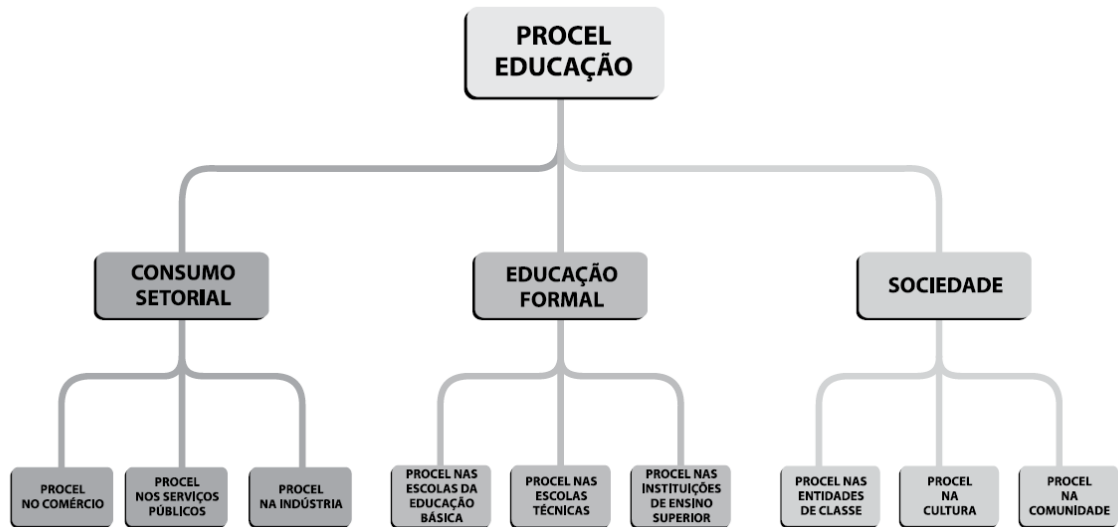 PROCEL
EDUCAÇÃO
CONSUMO
SETORIAL
EDUCAÇÃO
FORMAL
SOCIEDADE
PROCEL
NO COMÉRCIO
PROCEL
NOS SERVIÇOS
PÚBLICOS
PROCEL
NA INDÚSTRIA
PROCEL NAS
ESCOLAS DA
EDUCAÇÃO
BÁSICA
PROCEL NAS
ESCOLAS
TÉCNICAS
PROCEL NAS
INSTITUIÇÕES
DE ENSINO
SUPERIOR
PROCEL NAS
ENTIDADES
DE CLASSE
PROCEL
NA
CULTURA
PROCEL
NA
COMUNIDADE